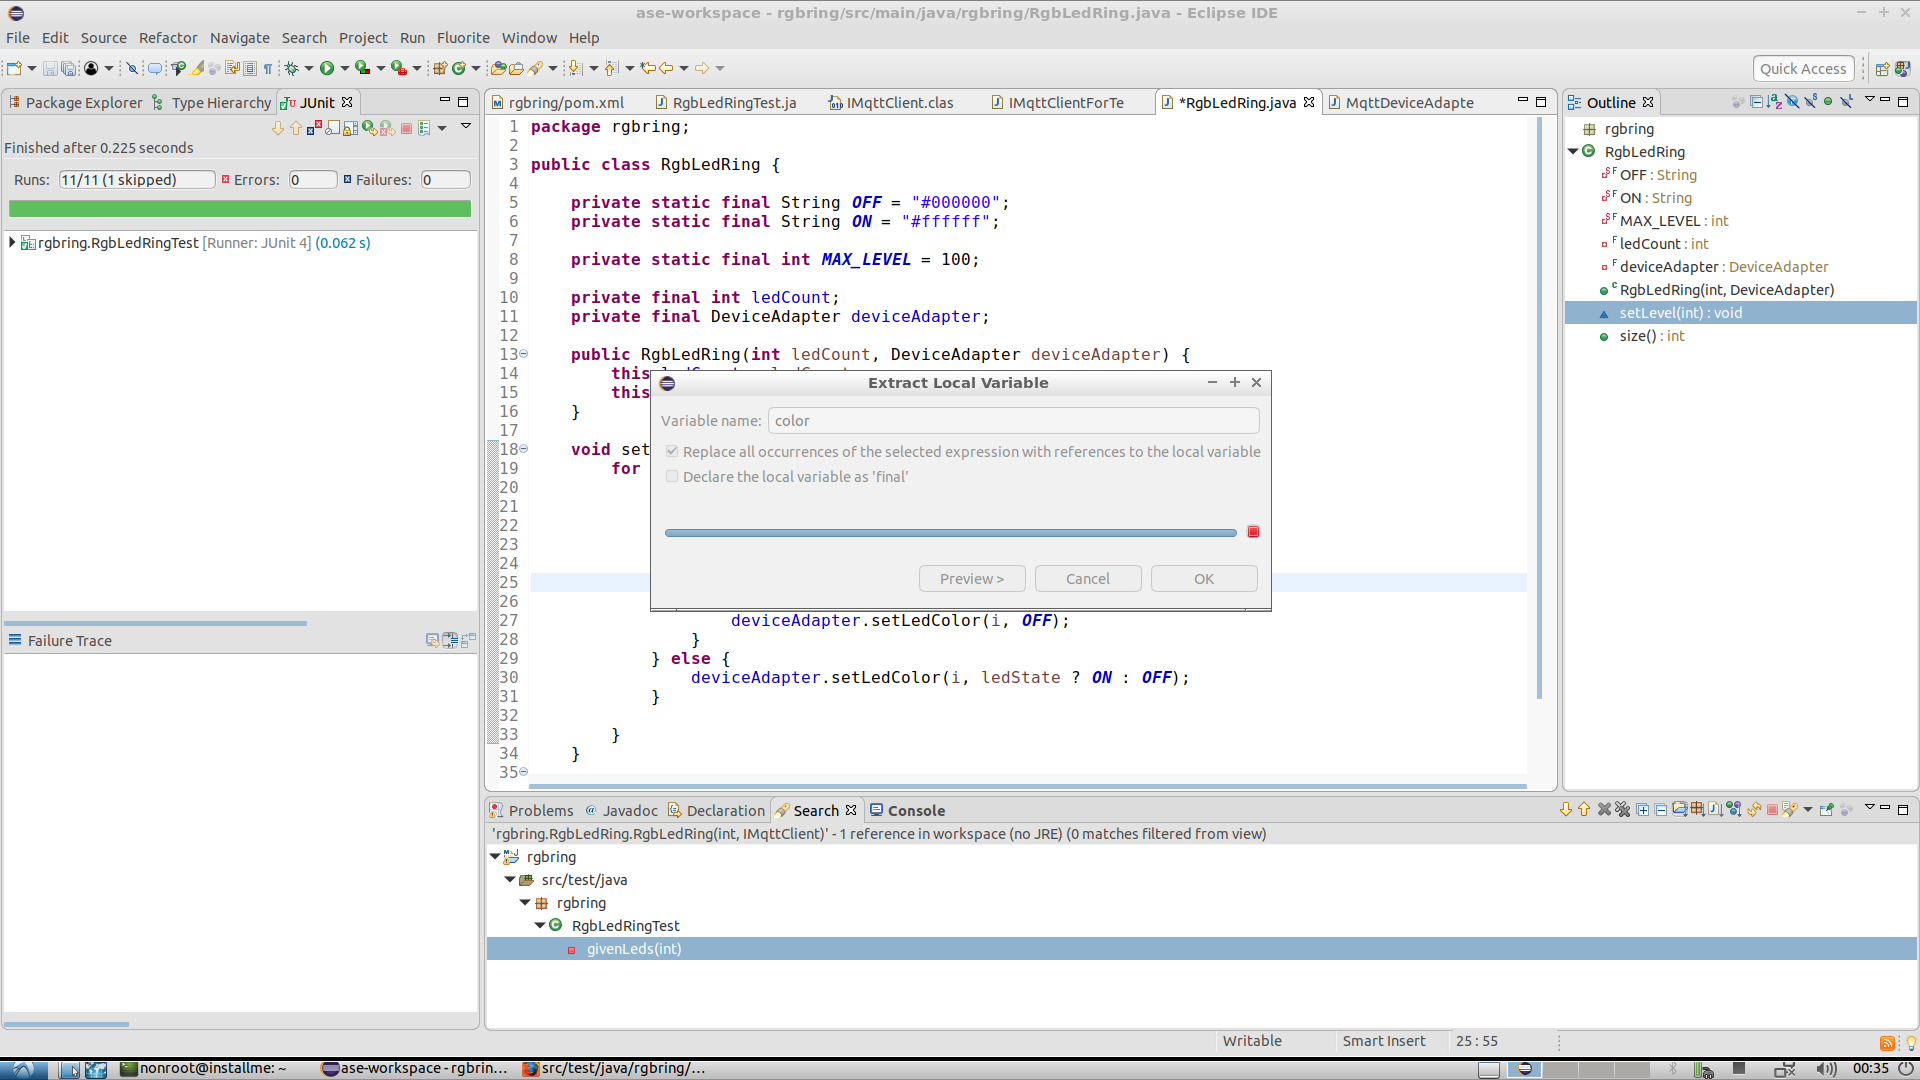 ase-workspace - rgbring/src/main/java/rgbring/RgbLedRing.java - Eclipse IDE
File Edit Source Refactor Navigate Search Project Run Fluorite Window Help
Quick Access
Package Explorer Type Hierarchy JUnit
Finished after 0.225 seconds
Runs: 11/11 (1 skipped) Errors: 0 Failures: 0
rgbring.RgbLedRingTest [Runner: JUnit 4] (0.062 s)
Failure Trace
rgbring/pom.xml RgbLedRingTest.ja IMqttClient.clas IMqttClientForTe *RgbLedRing.java MqttDeviceAdapte
1 package rgbring;
2
3 public class RgbLedRing {
4
5 private static final String OFF = "#000000";
6 private static final String ON = "#ffffff";
7
8 private static final int MAX_LEVEL = 100;
9
10 private final int ledCount;
11 private final DeviceAdapter deviceAdapter;
12
13 public RgbLedRing(int ledCount, DeviceAdapter deviceAdapter) {
14 this
15 this
16 }
17
18 void set
19 for
20
21
22
23
24
25
26
27 deviceAdapter.setLedColor(i, OFF);
28 }
29 } else {
30 deviceAdapter.setLedColor(i, ledState ? ON : OFF);
31 }
32
33 }
34 }
35
Extract Local Variable
Variable name: color
Replace all occurrences of the selected expression with references to the local variable
Declare the local variable as 'final'
Preview > Cancel OK
Outline
rgbring
RgbLedRing
OFF : String
ON : String
MAX_LEVEL : int
ledCount : int
deviceAdapter : DeviceAdapter
RgbLedRing(int, DeviceAdapter)
setLevel(int) : void
size() : int
Problems Javadoc Declaration Search Console
'rgbring.RgbLedRing.RgbLedRing(int, IMqttClient)' - 1 reference in workspace (no JRE) (0 matches filtered from view)
rgbring
src/test/java
rgbring
RgbLedRingTest
givenLeds(int)
Writable Smart Insert 25 : 55
nonroot@installme: ~ ase-workspace - rgbrin... src/test/java/rgbring/... 00:35